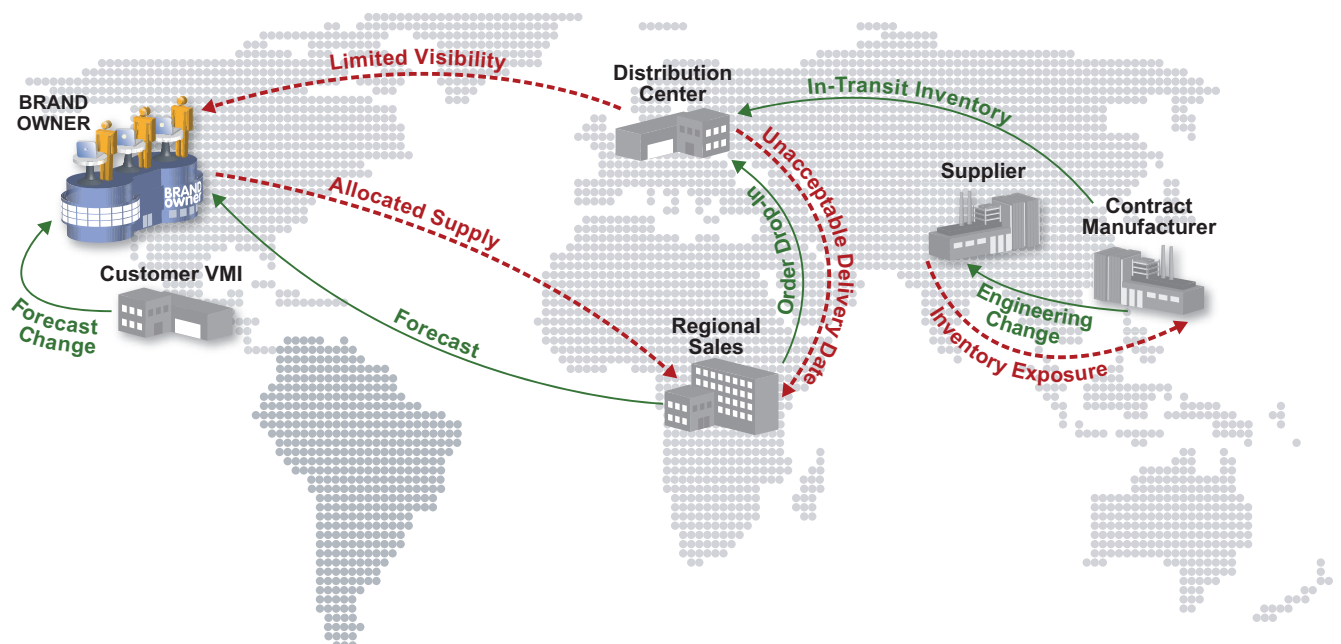 Limited Visibility
Distribution
Center
In-Transit Inventory
BRAND
OWNER
BRAND
owner
Allocated Supply
Unacceptable Delivery Date
Order Drop-in
Supplier
Contract
Manufacturer
Customer VMI
Forecast
Change
Forecast
Regional
Sales
Engineering
Change
Inventory Exposure